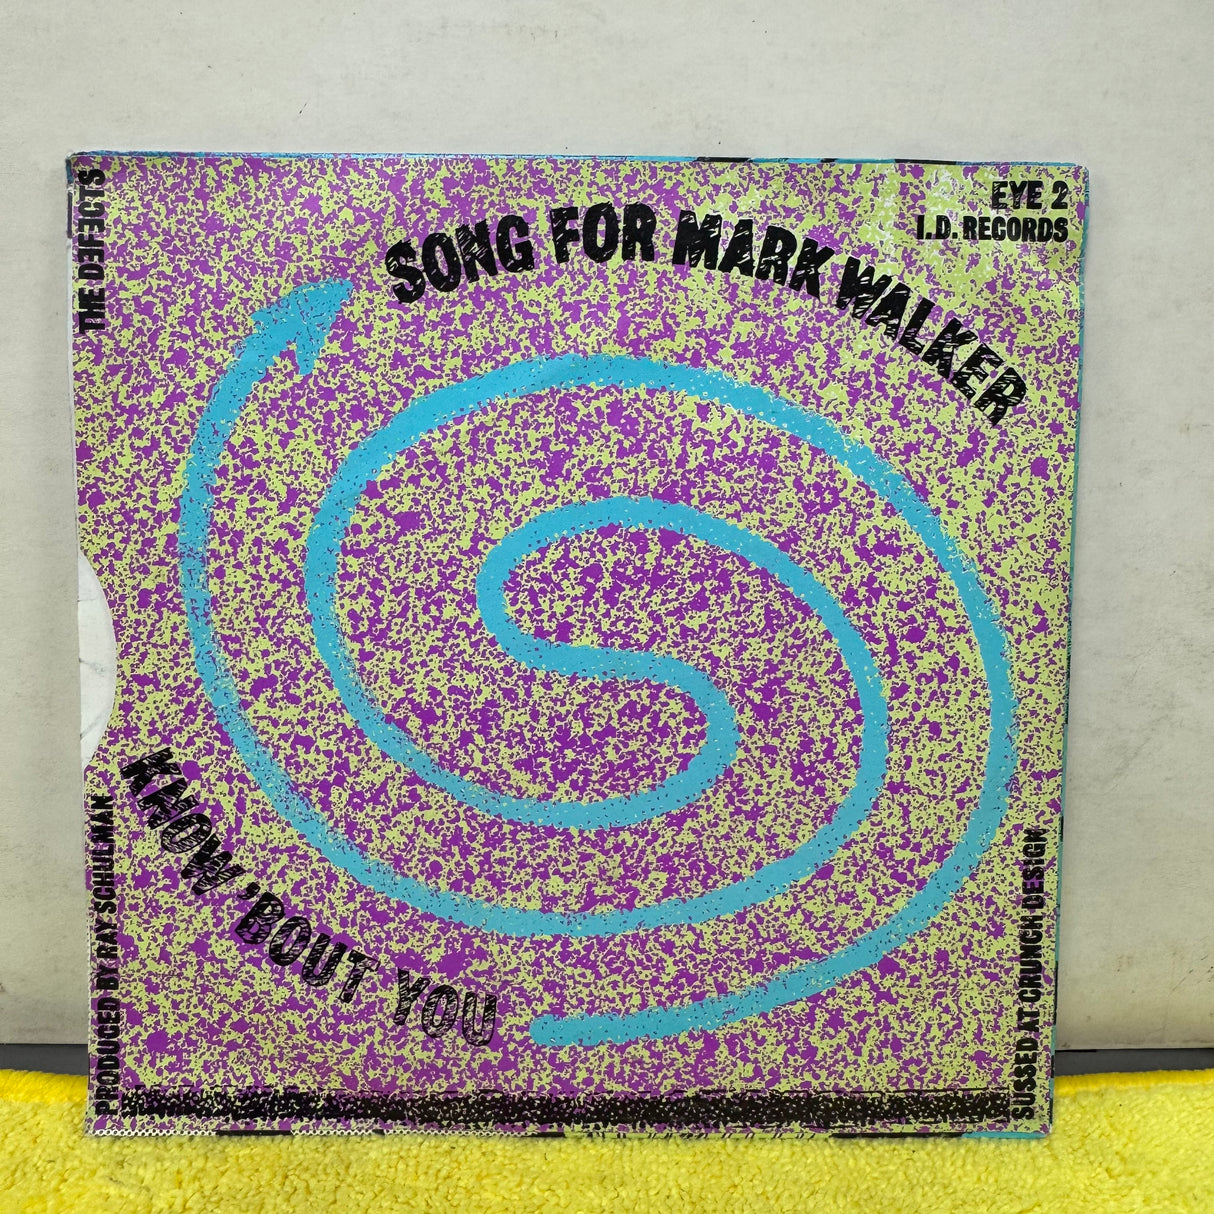 THE DEFECTS
SONG FOR MARK WALKER
EYE 2
I.D. RECORDS
KNOW 'BOUT YOU
PRODUCED BY RAY SCHULMAN
SUSSED AT CRUNCH DESIGN